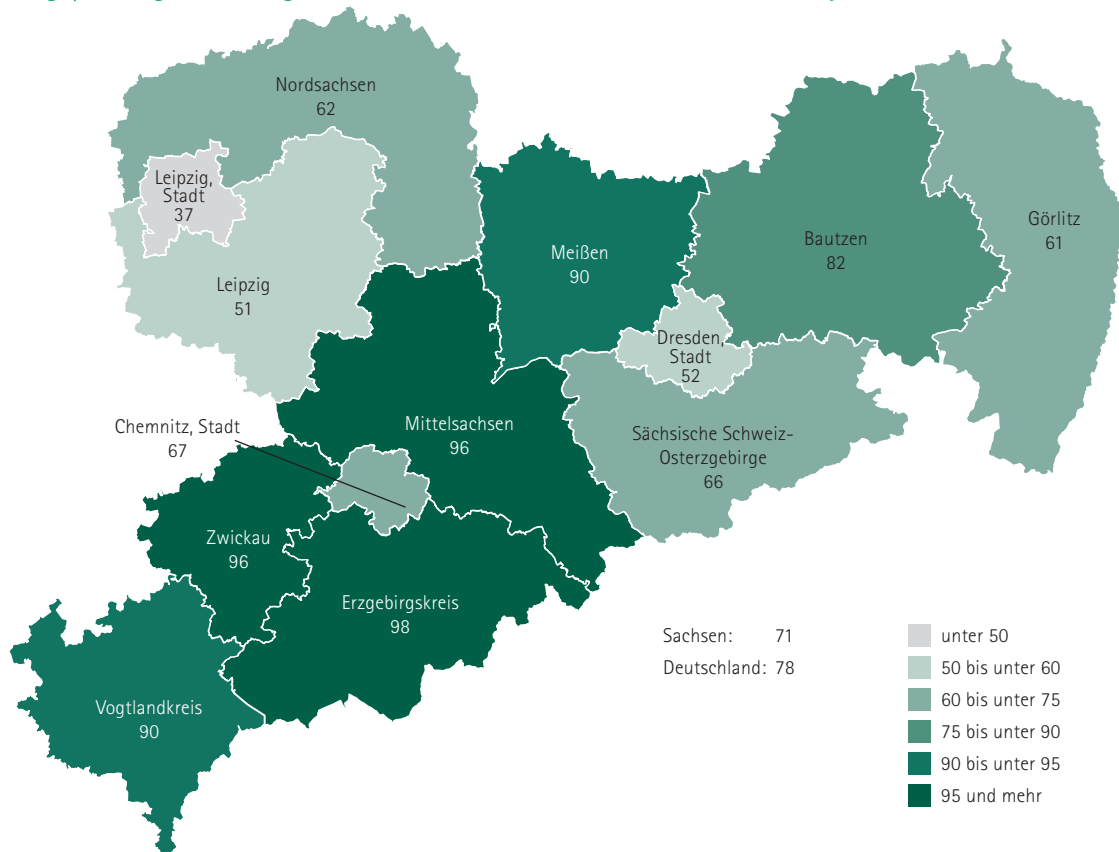 Nordsachsen
62
Leipzig,
Stadt
37
Leipzig
51
Meißen
90
Bautzen
82
Görlitz
61
Dresden,
Stadt
52
Chemnitz, Stadt
67
Mittelsachsen
96
Sächsische Schweiz-
Osterzgebirge
66
Zwickau
96
Erzgebirgskreis
98
Vogtlandkreis
90
Sachsen: 71
Deutschland: 78
unter 50
50 bis unter 60
60 bis unter 75
75 bis unter 90
90 bis unter 95
95 und mehr